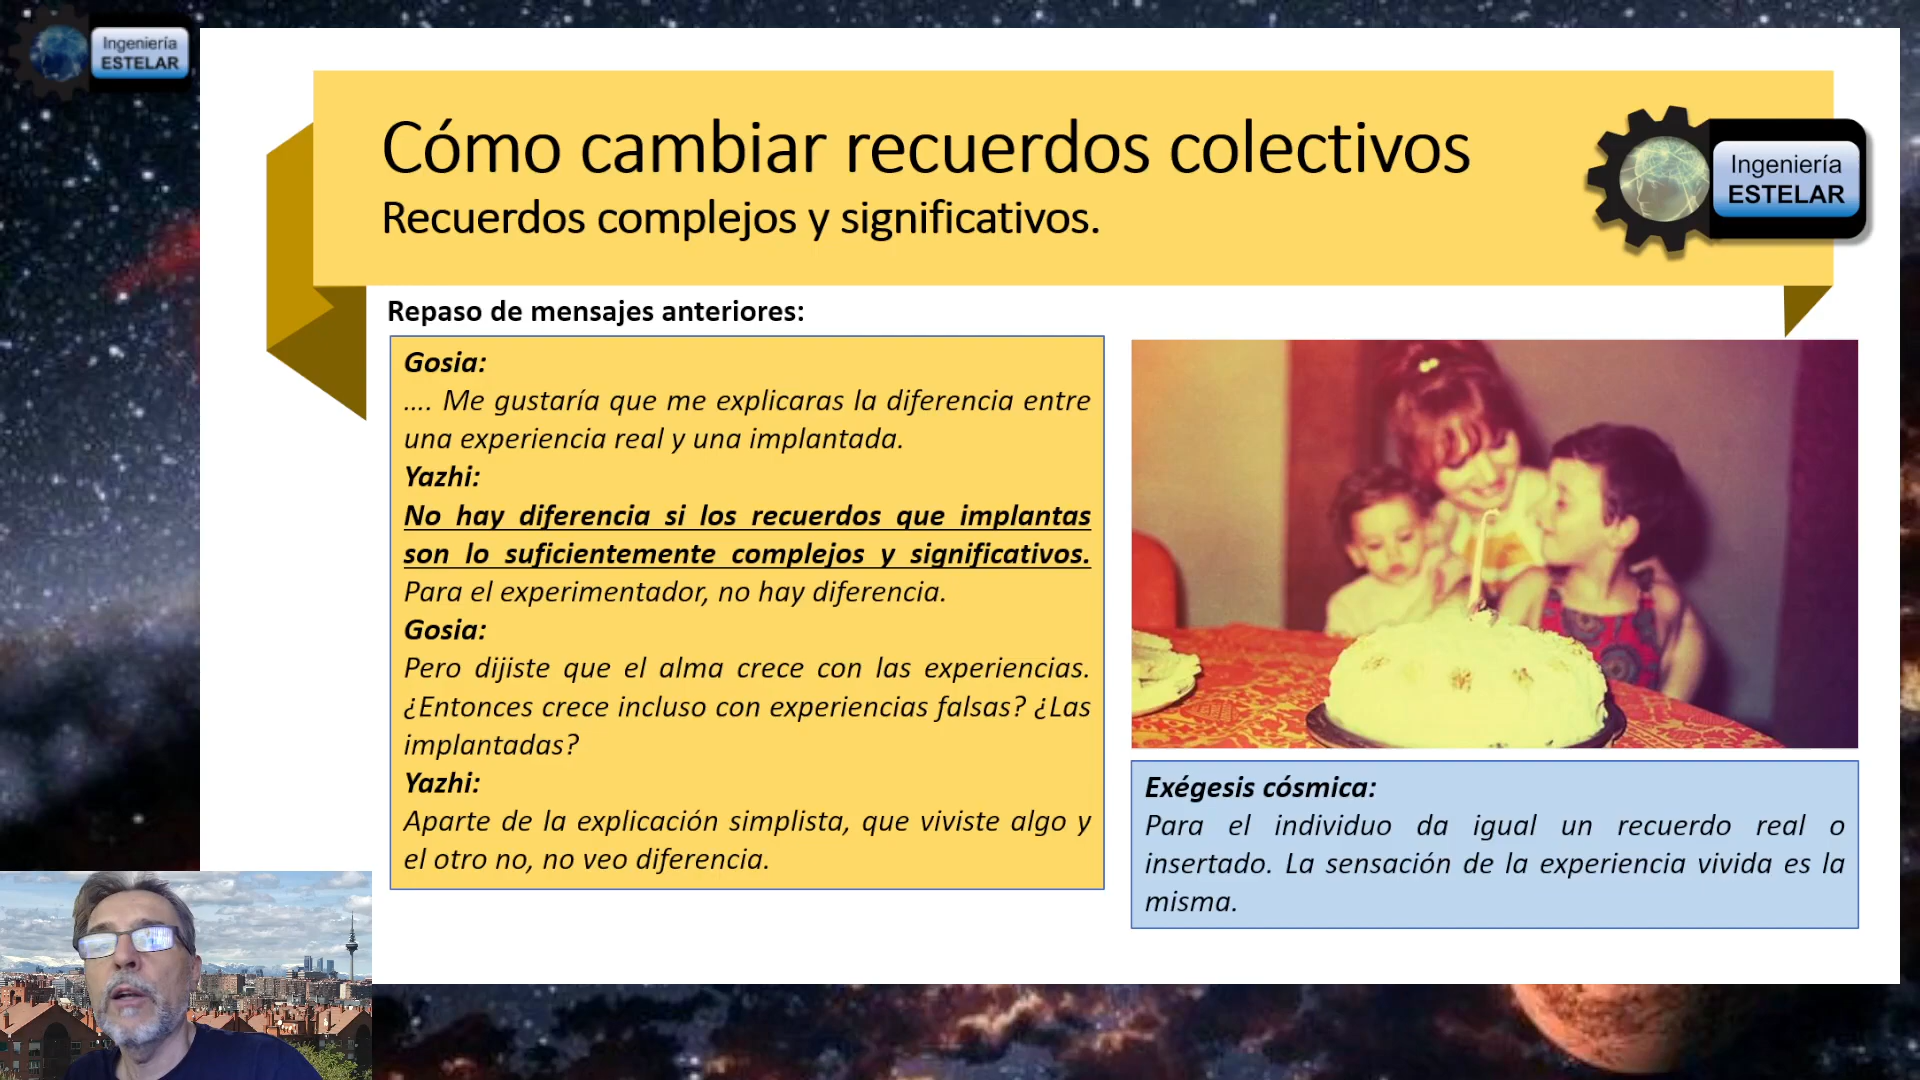 Ingeniería
ESTELAR
Cómo cambiar recuerdos colectivos
Recuerdos complejos y significativos.
Ingeniería
ESTELAR
Repaso de mensajes anteriores:
Gosia:
.... Me gustaría que me explicaras la diferencia entre
una experiencia real y una implantada.
Yazhi:
No hay diferencia si los recuerdos que implantas
son lo suficientemente complejos y significativos.
Para el experimentador, no hay diferencia.
Gosia:
Pero dijiste que el alma crece con las experiencias.
¿Entonces crece incluso con experiencias falsas? ¿Las
implantadas?
Yazhi:
Aparte de la explicación simplista, que viviste algo y
el otro no, no veo diferencia.
Exégesis cósmica:
Para el individuo da igual un recuerdo real o
insertado. La sensación de la experiencia vivida es la
misma.